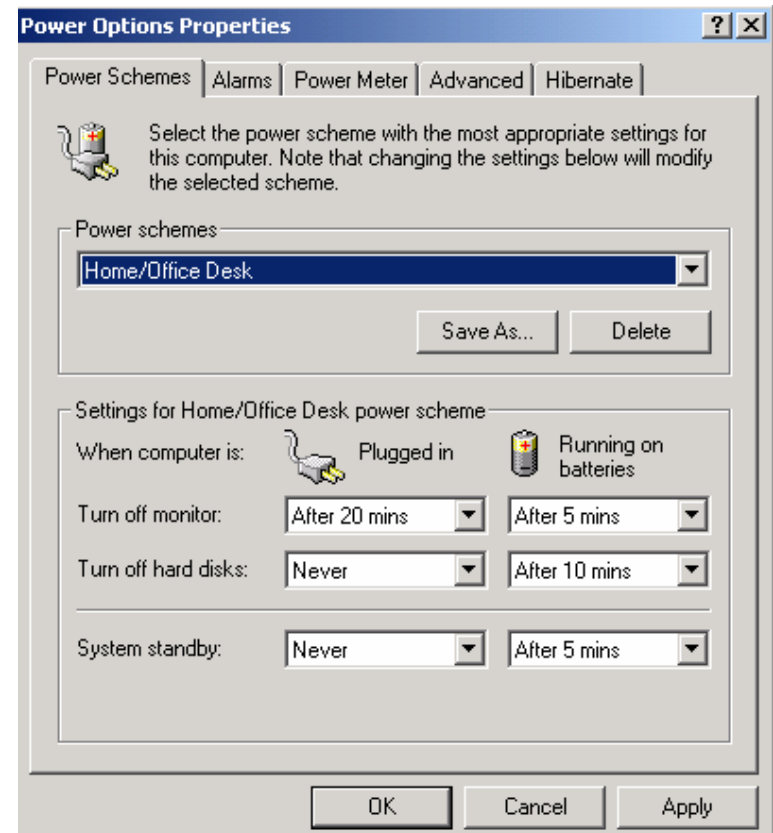 Power Options Properties
Power Schemes Alarms Power Meter Advanced Hibernate
Select the power scheme with the most appropriate settings for
this computer. Note that changing the settings below will modify
the selected scheme.
Power schemes
Home/Office Desk
Save As... Delete
Settings for Home/Office Desk power scheme
When computer is: Plugged in Running on
batteries
Turn off monitor: After 20 mins After 5 mins
Turn off hard disks: Never After 10 mins
System standby: Never After 5 mins
OK Cancel Apply